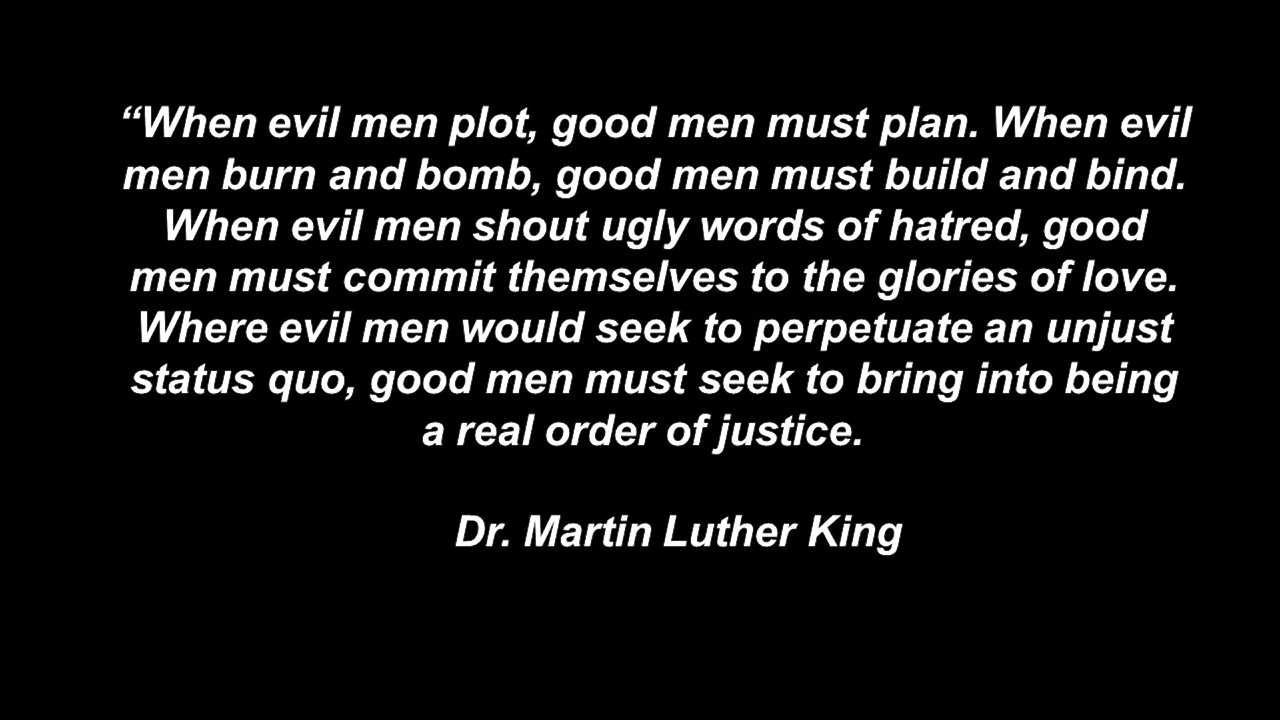 “When evil men plot, good men must plan. When evil
men burn and bomb, good men must build and bind.
When evil men shout ugly words of hatred, good
men must commit themselves to the glories of love.
Where evil men would seek to perpetuate an unjust
status quo, good men must seek to bring into being
a real order of justice.
Dr. Martin Luther King